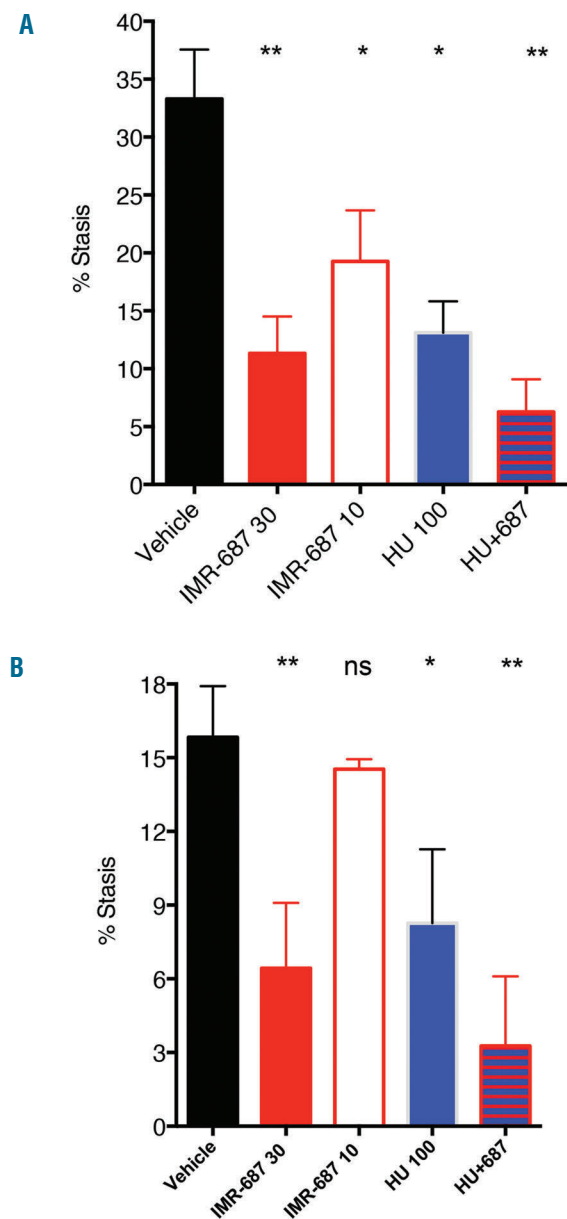 A
** * * **
40
35
30
25
20
15
10
5
0
% Stasis
Vehicle
IMR-687 30
IMR-687 10
HU 100
HU+687
B
** ns * **
18
15
12
9
6
3
0
% Stasis
Vehicle
IMR-687 30
IMR-687 10
HU 100
HU+687